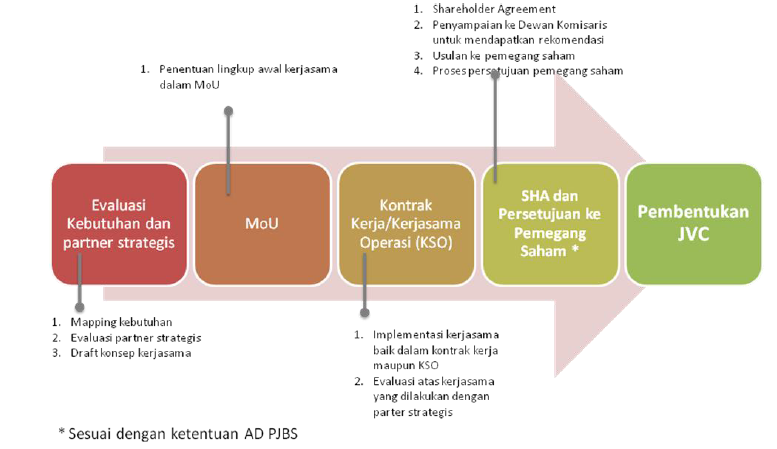 1. Shareholder Agreement
2. Penyampaian ke Dewan Komisaris
untuk mendapatkan rekomendasi
3. Usulan ke pemegang saham
4. Proses persetujuan pemegang saham
1. Penentuan lingkup awal kerjasama
dalam MoU
Evaluasi
Kebutuhan dan
partner strategis
MoU
Kontrak
Kerja/Kerjasama
Operasi (KSO)
SHA dan
Persetujuan ke
Pemegang
Saham *
Pembentukan
JVC
1. Mapping kebutuhan
2. Evaluasi partner strategis
3. Draft konsep kerjasama
1. Implementasi kerjasama
baik dalam kontrak kerja
maupun KSO
2. Evaluasi atas kerjasama
yang dilakukan dengan
parter strategis
* Sesuai dengan ketentuan AD PJBS